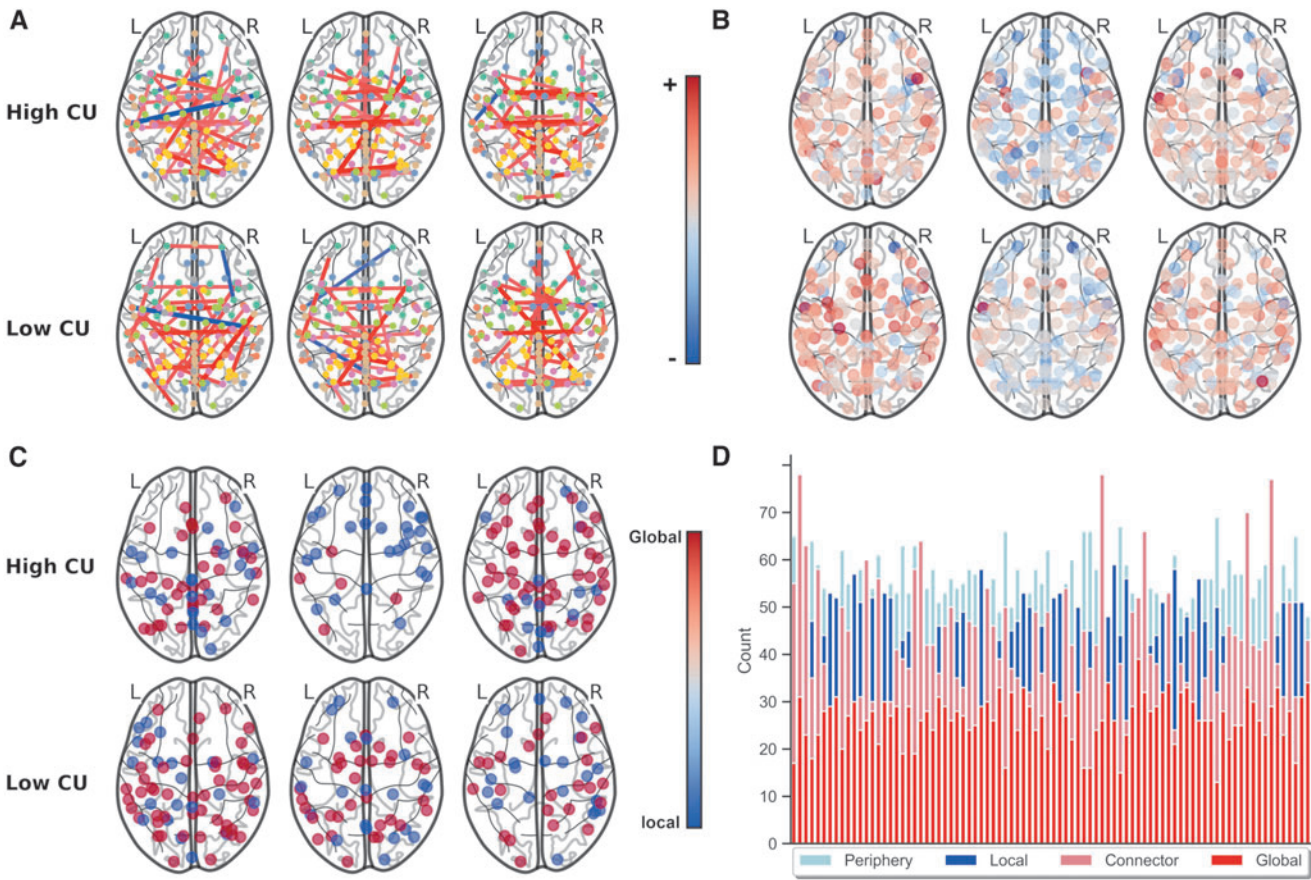 A
L R
L R
L R
High CU
L R
L R
L R
Low CU
+
-
B
L R
L R
L R
L R
L R
L R
C
L R
L R
L R
High CU
L R
L R
L R
Low CU
Global
local
D
70
60
50
40
30
20
10
0
Count
Periphery Local Connector Global